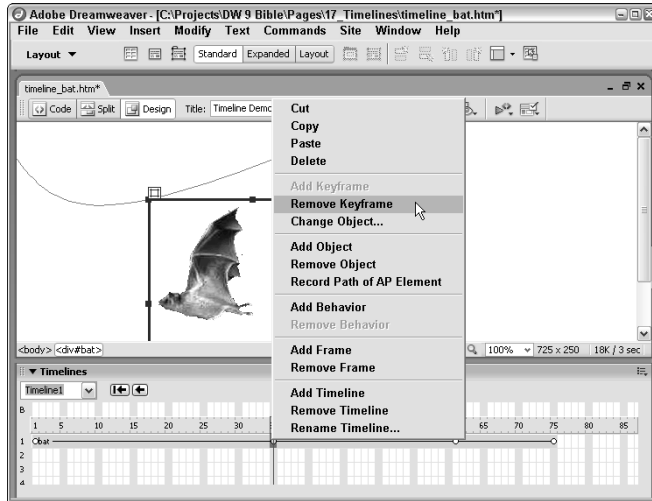 Adobe Dreamweaver - [C:\Projects\DW 9 Bible\Pages\17_Timelines\timeline_bat.htm*]
File Edit View Insert Modify Text Commands Site Window Help
Layout Standard Expanded Layout
timeline_bat.htm*
Code Split Design Title: Timeline Demo
Cut
Copy
Paste
Delete
Add Keyframe
Remove Keyframe
Change Object...
Add Object
Remove Object
Record Path of AP Element
Add Behavior
Remove Behavior
Add Frame
Remove Frame
Add Timeline
Remove Timeline
Rename Timeline...
<body> <div#bat> 100% 725 x 250 18K / 3 sec
Timelines
Timeline1
B
1 5 10 15 20 25 30 65 70 75 80 85
1 bat
2
3
4